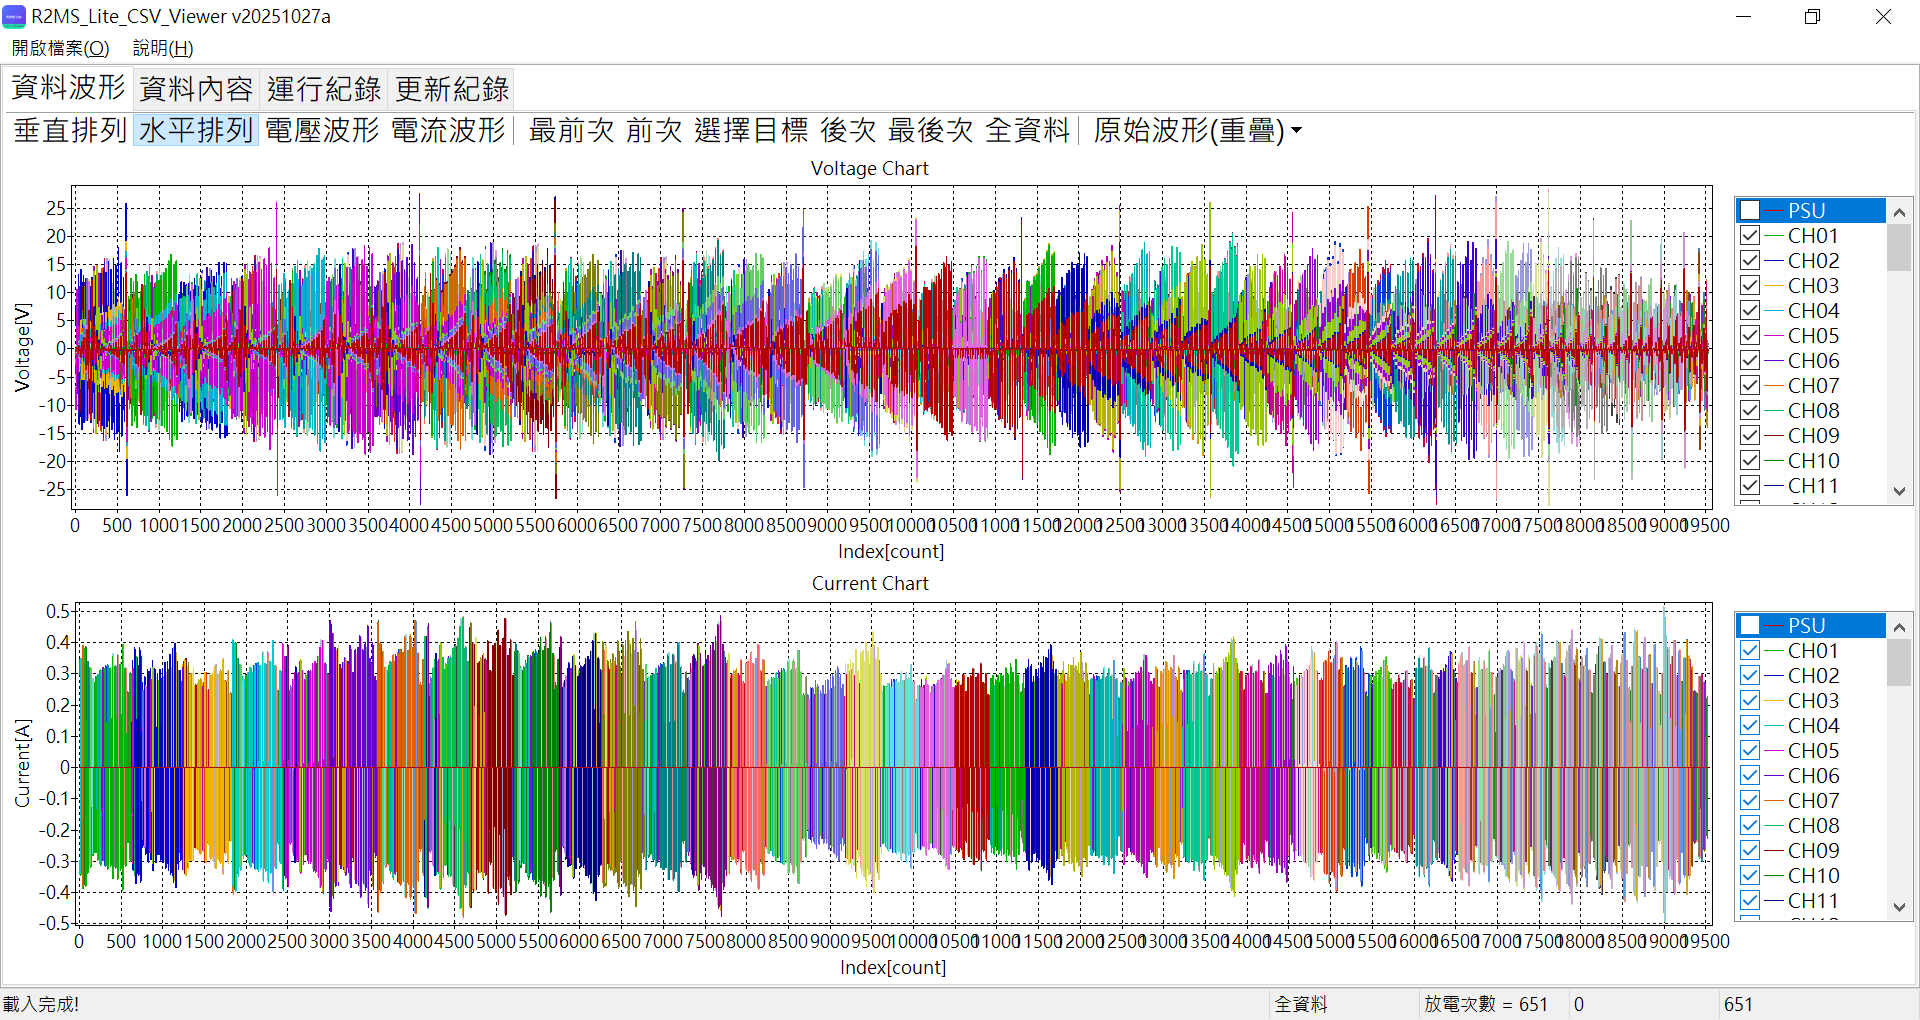 R2MS_Lite_CSV_Viewer v20251027a
開啟檔案(O) 說明(H)
資料波形 資料內容 運行紀錄 更新紀錄
垂直排列 水平排列 電壓波形 電流波形 最前次 前次 選擇目標 後次 最後次 全資料 原始波形(重疊)
Voltage Chart
Voltage[V]
25
20
15
10
5
0
-5
-10
-15
-20
-25
0 500 1000 1500 2000 2500 3000 3500 4000 4500 5000 5500 6000 6500 7000 7500 8000 8500 9000 9500 10000 10500 11000 11500 12000 12500 13000 13500 14000 14500 15000 15500 16000 16500 17000 17500 18000 18500 19000 19500
Index[count]
PSU
CH01
CH02
CH03
CH04
CH05
CH06
CH07
CH08
CH09
CH10
CH11
Current Chart
Current[A]
0.5
0.4
0.3
0.2
0.1
0
-0.1
-0.2
-0.3
-0.4
-0.5
0 500 1000 1500 2000 2500 3000 3500 4000 4500 5000 5500 6000 6500 7000 7500 8000 8500 9000 9500 10000 10500 11000 11500 12000 12500 13000 13500 14000 14500 15000 15500 16000 16500 17000 17500 18000 18500 19000 19500
Index[count]
PSU
CH01
CH02
CH03
CH04
CH05
CH06
CH07
CH08
CH09
CH10
CH11
載入完成! 全資料 放電次數 = 651 0 651